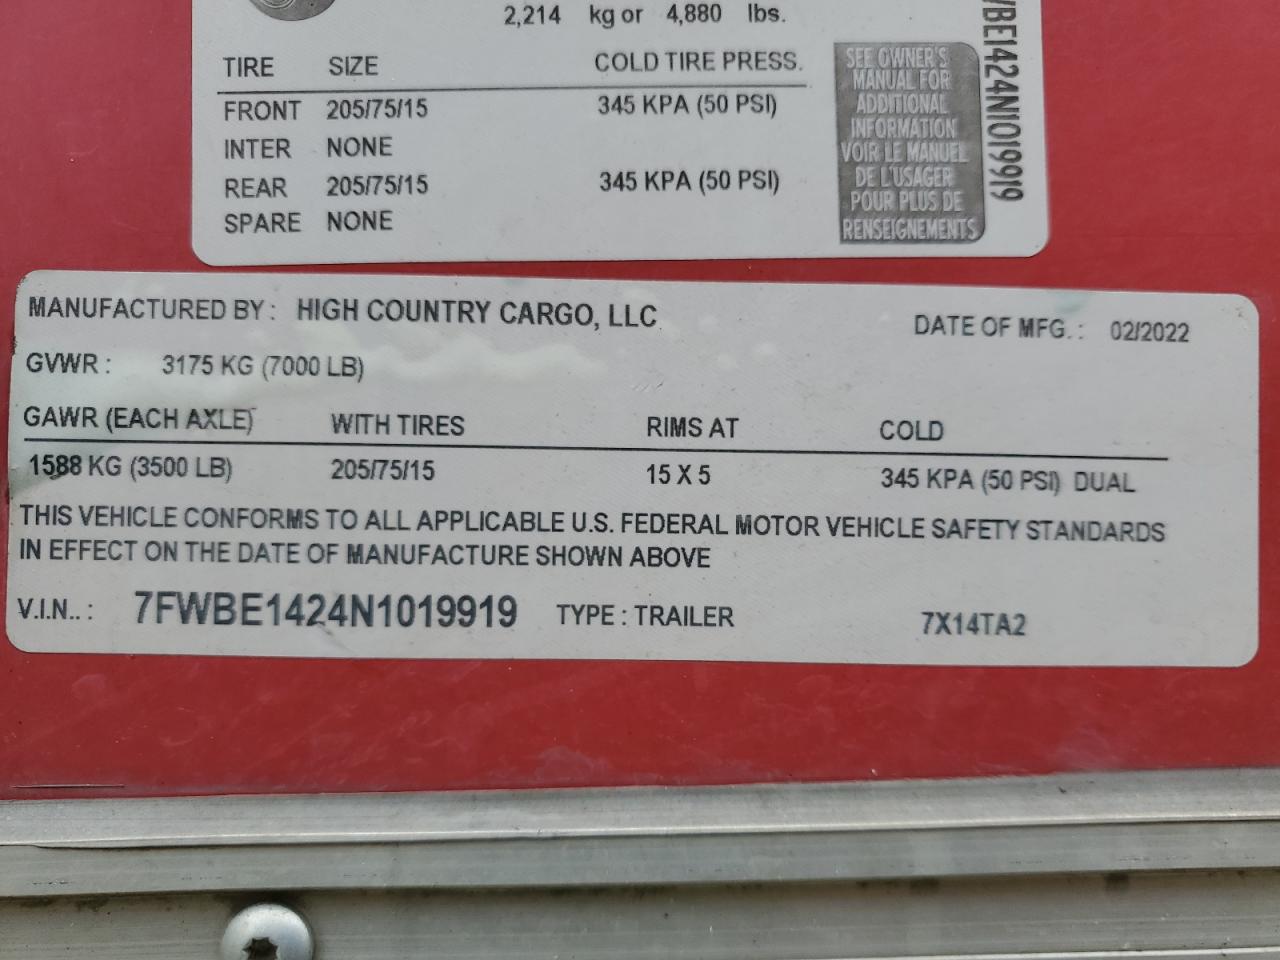 2,214 kg or 4,880 lbs.
TIRE SIZE COLD TIRE PRESS.
FRONT 205/75/15 345 KPA (50 PSI)
INTER NONE
REAR 205/75/15 345 KPA (50 PSI)
SPARE NONE
SEE OWNER'S
MANUAL FOR
ADDITIONAL
INFORMATION
VOIR LE MANUEL
DE L'USAGER
POUR PLUS DE
RENSEIGNEMENTS
WBE1424N1019919
MANUFACTURED BY : HIGH COUNTRY CARGO, LLC DATE OF MFG. : 02/2022
GVWR : 3175 KG (7000 LB)
GAWR (EACH AXLE) WITH TIRES RIMS AT COLD
1588 KG (3500 LB) 205/75/15 15 X 5 345 KPA (50 PSI) DUAL
THIS VEHICLE CONFORMS TO ALL APPLICABLE U.S. FEDERAL MOTOR VEHICLE SAFETY STANDARDS
IN EFFECT ON THE DATE OF MANUFACTURE SHOWN ABOVE
V.I.N.. : 7FWBE1424N1019919 TYPE : TRAILER 7X14TA2